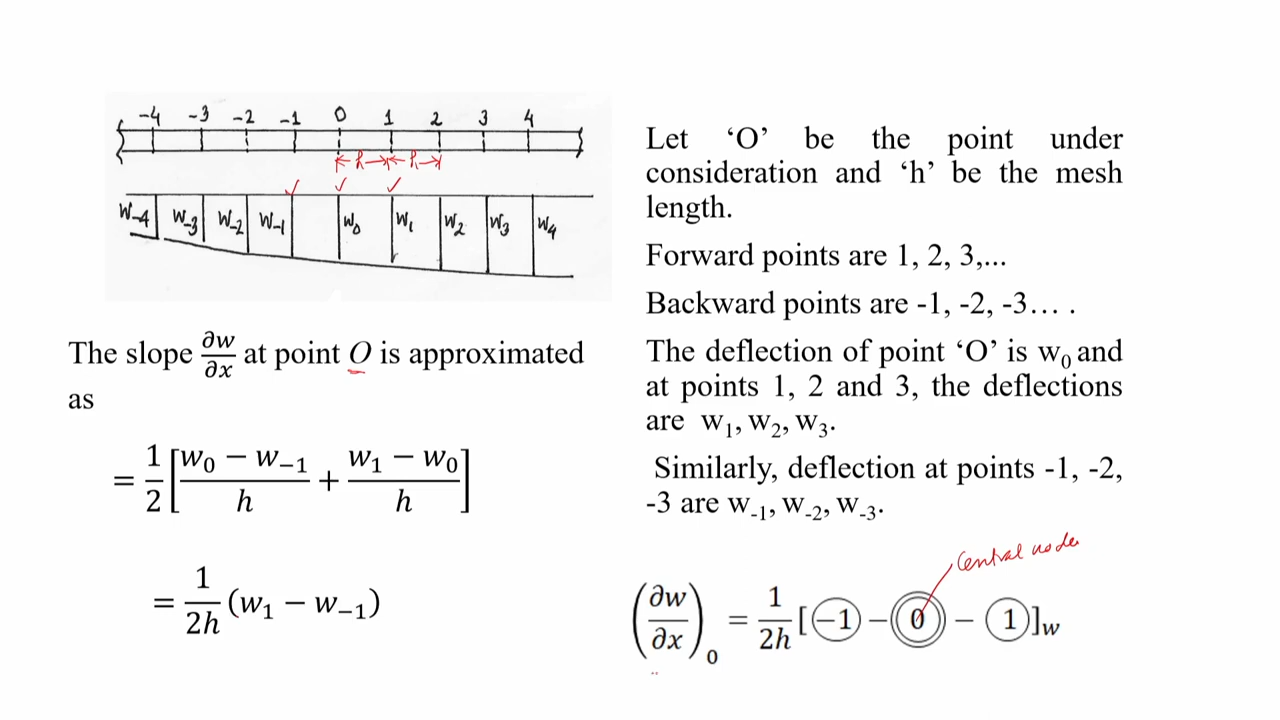 -4 -3 -2 -1 0 1 2 3 4
h h
W-4 W-3 W-2 W-1 W0 W1 W2 W3 W4
The slope ∂w/∂x at point O is approximated
as
= 1/2 [(w₀ − w₋₁)/h + (w₁ − w₀)/h]
= 1/2h (w₁ − w₋₁)
Let ‘O’ be the point under
consideration and ‘h’ be the mesh
length.
Forward points are 1, 2, 3,...
Backward points are -1, -2, -3… .
The deflection of point ‘O’ is w₀ and
at points 1, 2 and 3, the deflections
are w₁, w₂, w₃.
Similarly, deflection at points -1, -2,
-3 are w₋₁, w₋₂, w₋₃.
Central node
(∂w/∂x)₀ = 1/2h [(−1) − (0) − (1)]w